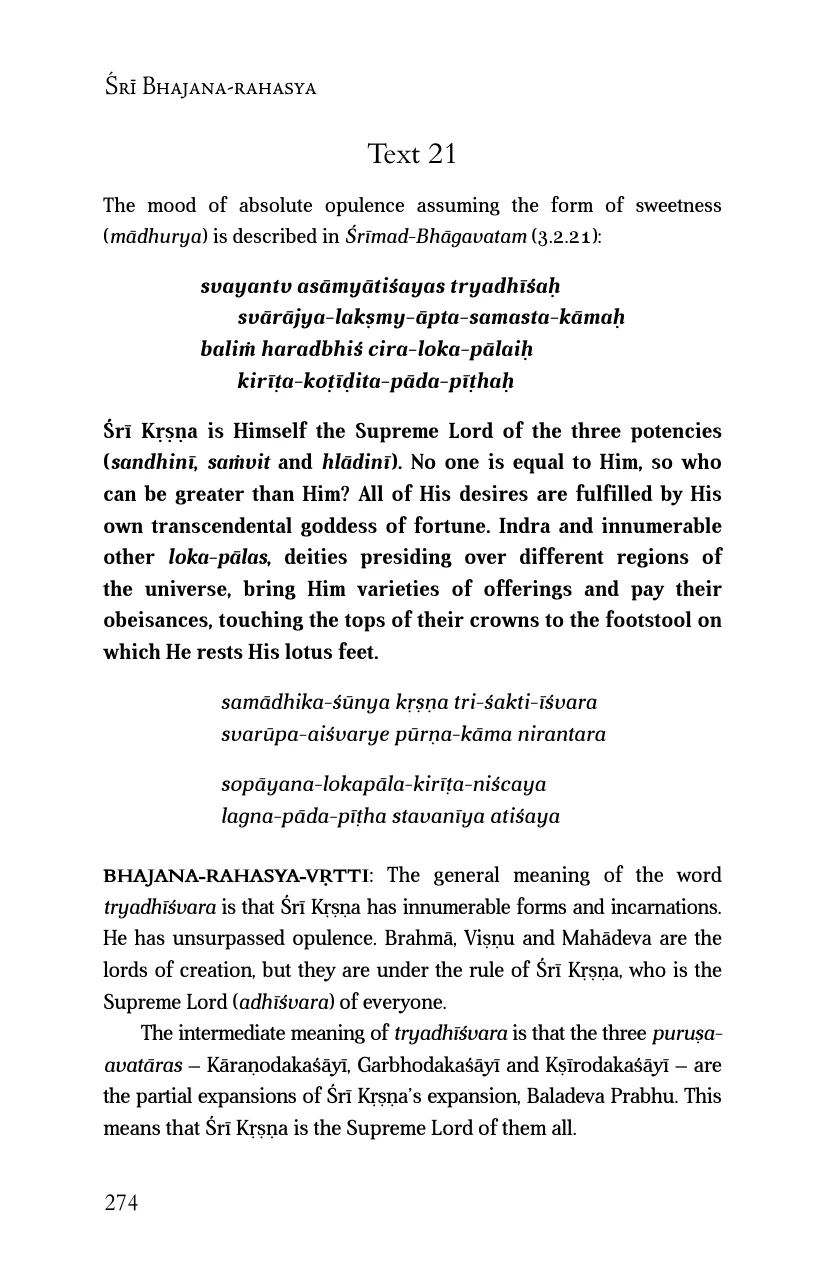 Śrī Bhajana-rahasya
Text 21
The mood of absolute opulence assuming the form of sweetness
(mādhurya) is described in Śrīmad-Bhāgavatam (3.2.21):
svayantv asāmyātiśayas tryadhīśaḥ
svārājya-lakṣmy-āpta-samasta-kāmaḥ
baliṁ haradbhiś cira-loka-pālaiḥ
kirīṭa-koṭīḍita-pāda-pīṭhaḥ
Śrī Kṛṣṇa is Himself the Supreme Lord of the three potencies
(sandhinī, saṁvit and hlādinī). No one is equal to Him, so who
can be greater than Him? All of His desires are fulfilled by His
own transcendental goddess of fortune. Indra and innumerable
other loka-pālas, deities presiding over different regions of
the universe, bring Him varieties of offerings and pay their
obeisances, touching the tops of their crowns to the footstool on
which He rests His lotus feet.
samādhika-śūnya kṛṣṇa tri-śakti-īśvara
svarūpa-aiśvarye pūrṇa-kāma nirantara
sopāyana-lokapāla-kirīṭa-niścaya
lagna-pāda-pīṭha stavanīya atiśaya
BHAJANA-RAHASYA-VṚTTI: The general meaning of the word
tryadhīśvara is that Śrī Kṛṣṇa has innumerable forms and incarnations.
He has unsurpassed opulence. Brahmā, Viṣṇu and Mahādeva are the
lords of creation, but they are under the rule of Śrī Kṛṣṇa, who is the
Supreme Lord (adhīśvara) of everyone.
The intermediate meaning of tryadhīśvara is that the three puruṣa-
avatāras – Kāraṇodakaśāyī, Garbhodakaśāyī and Kṣīrodakaśāyī – are
the partial expansions of Śrī Kṛṣṇa's expansion, Baladeva Prabhu. This
means that Śrī Kṛṣṇa is the Supreme Lord of them all.
274